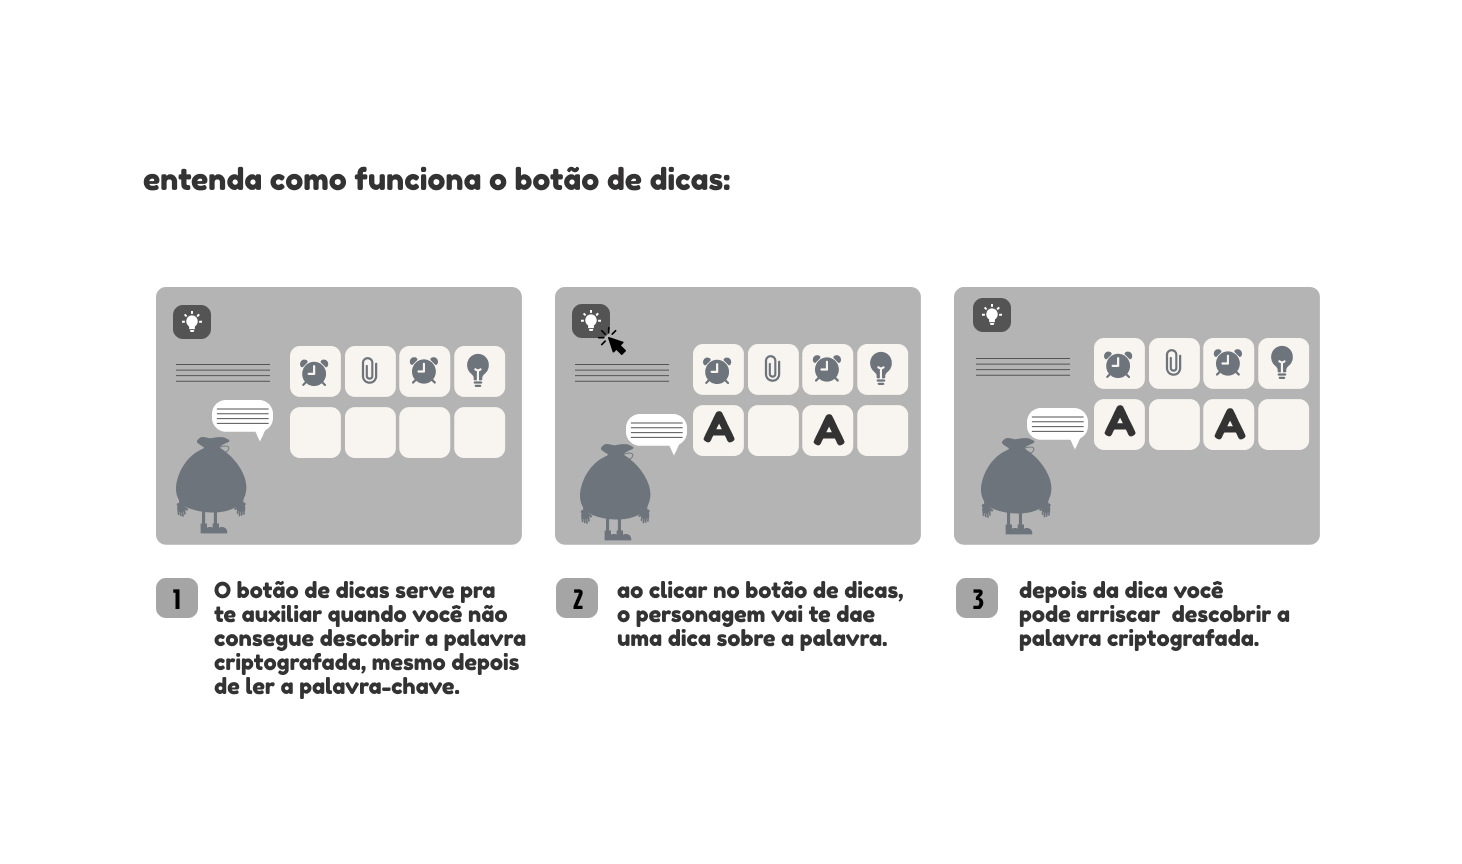 entenda como funciona o botão de dicas:
A A
A A
1
O botão de dicas serve pra
te auxiliar quando você não
consegue descobrir a palavra
criptografada, mesmo depois
de ler a palavra-chave.
2
ao clicar no botão de dicas,
o personagem vai te dae
uma dica sobre a palavra.
3
depois da dica você
pode arriscar descobrir a
palavra criptografada.